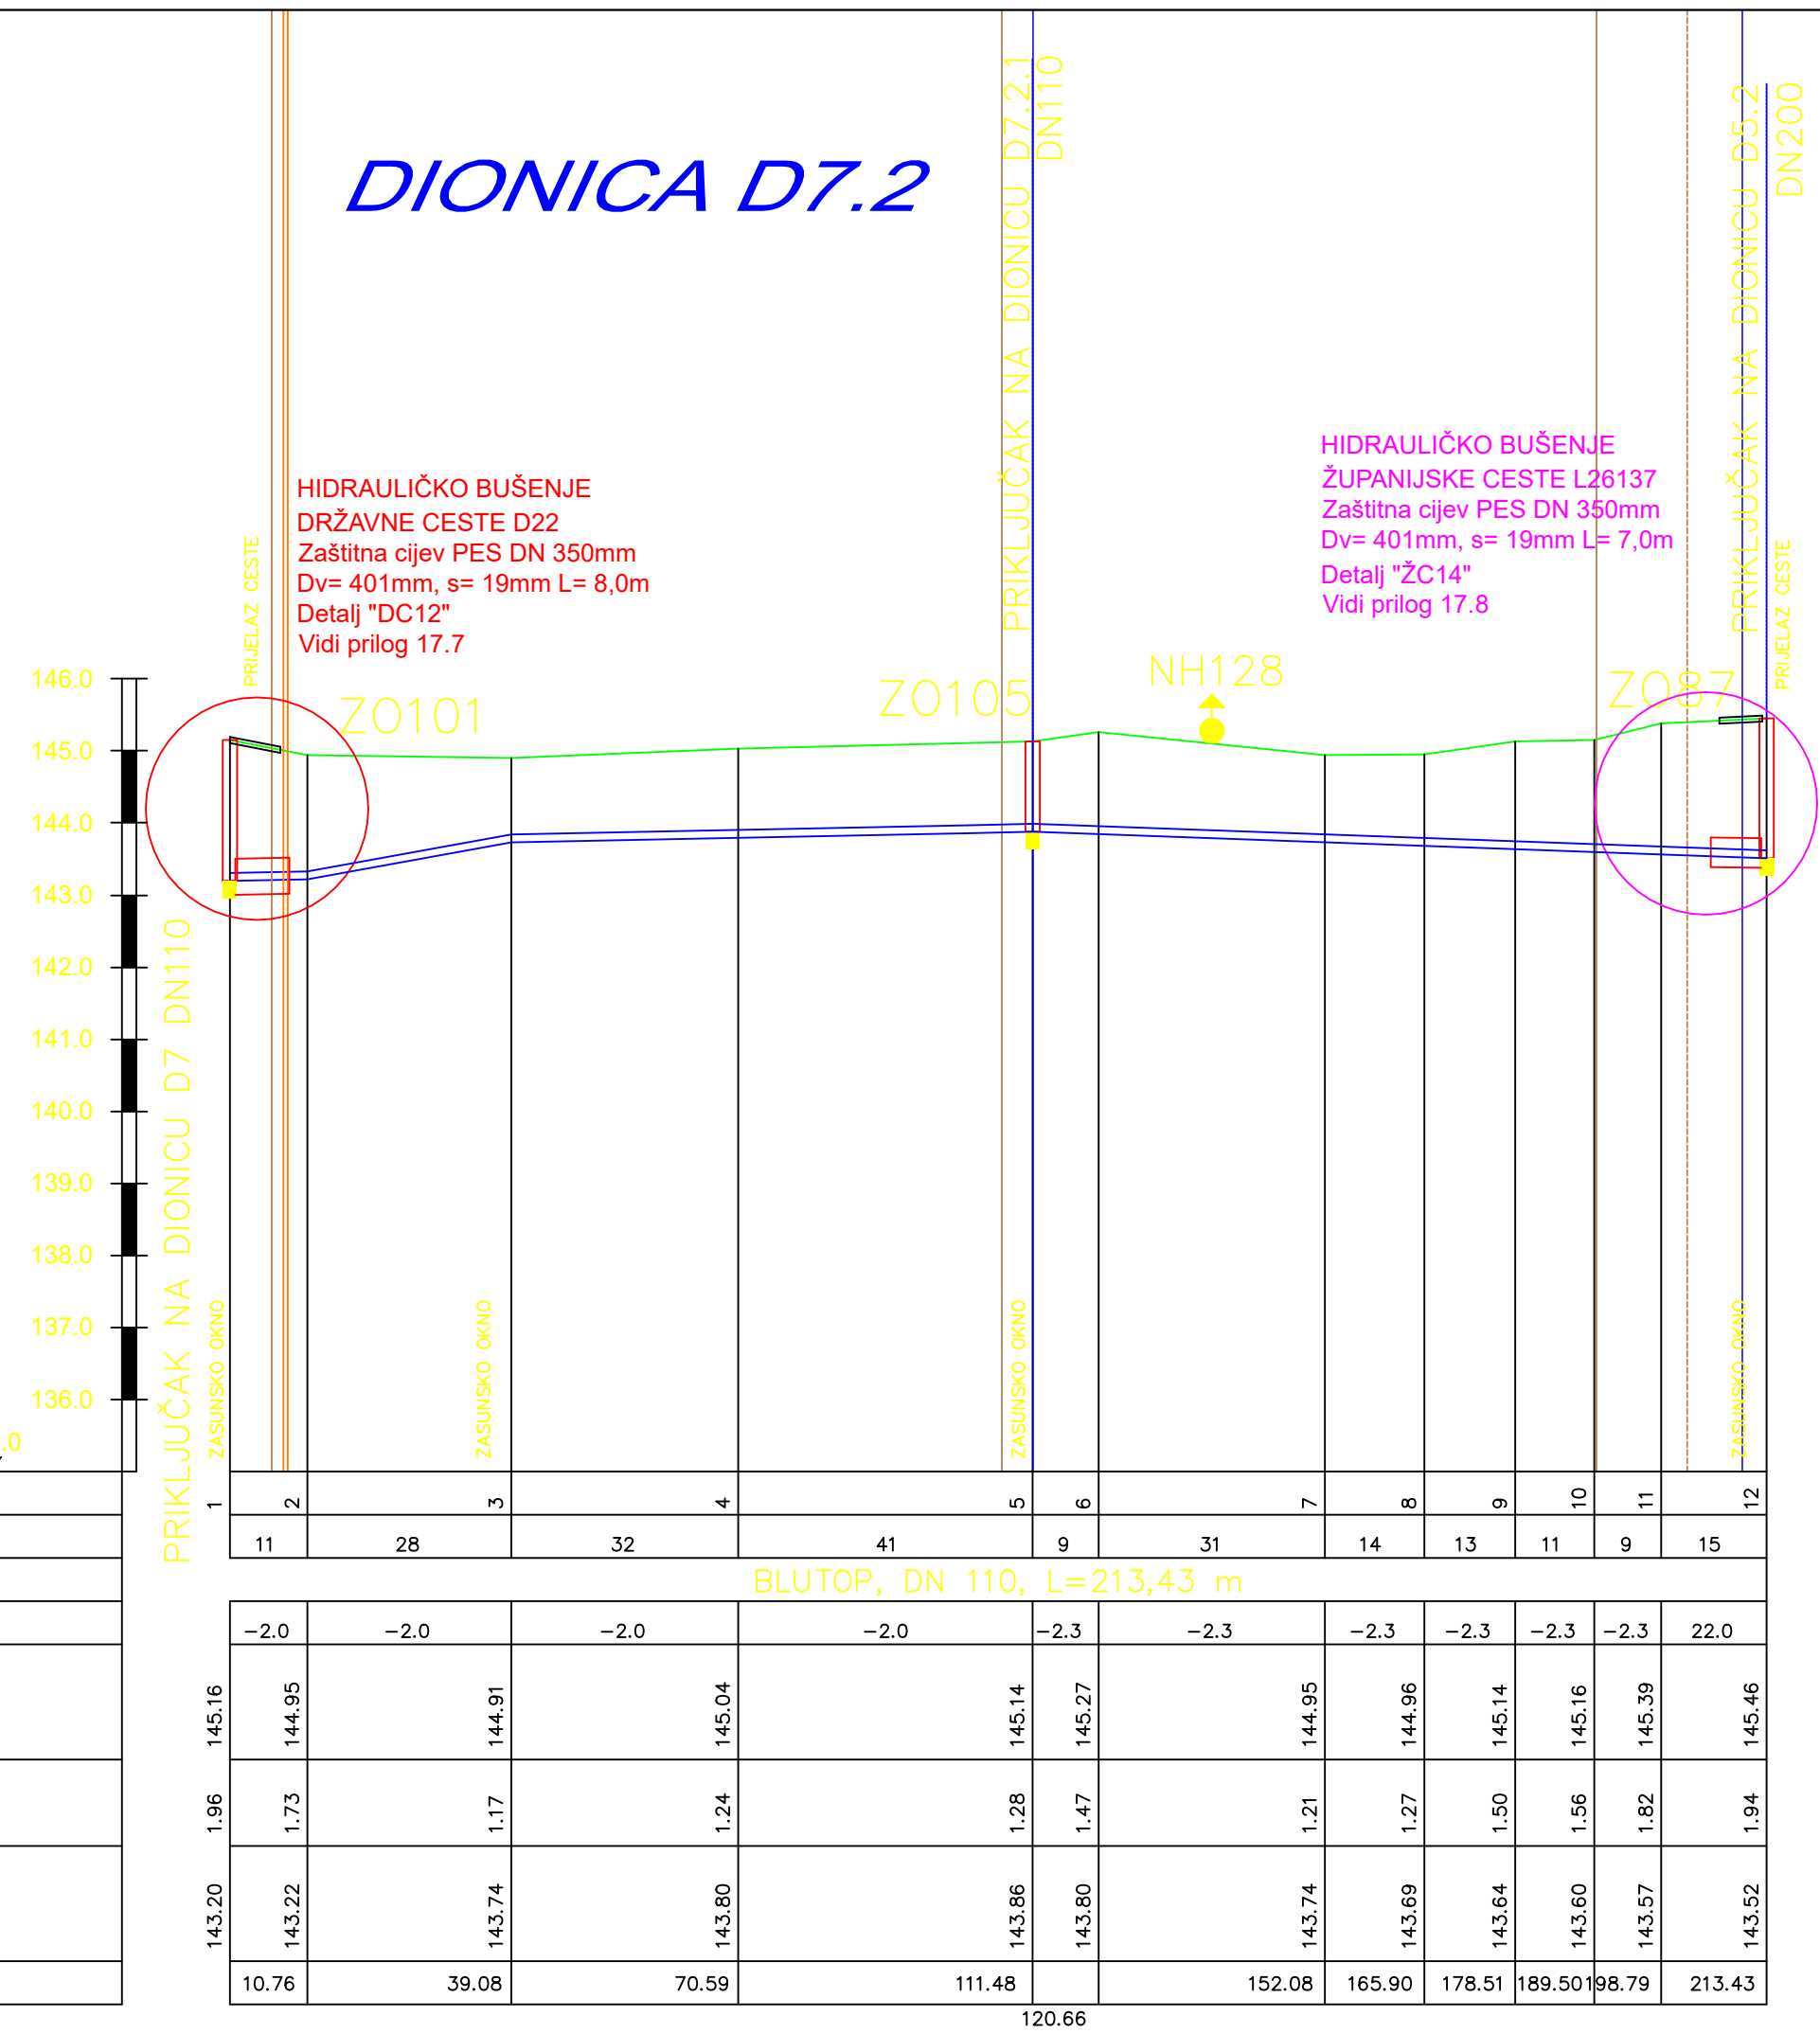 DIONICA D7.2
PRIKLJUČAK NA DIONICU D7.2.1
DN110
PRIKLJUČAK NA DIONICU D5.2
DN200
HIDRAULIČKO BUŠENJE
DRŽAVNE CESTE D22
Zaštitna cijev PES DN 350mm
Dv= 401mm, s= 19mm L= 8,0m
Detalj "DC12"
Vidi prilog 17.7
HIDRAULIČKO BUŠENJE
ŽUPANIJSKE CESTE L26137
Zaštitna cijev PES DN 350mm
Dv= 401mm, s= 19mm L= 7,0m
Detalj "ŽC14"
Vidi prilog 17.8
PRIJELAZ CESTE
PRIJELAZ CESTE
ZO101
ZO105
NH128
ZO87
146.0
145.0
144.0
143.0
142.0
141.0
140.0
139.0
138.0
137.0
136.0
.0
PRIKLJUČAK NA DIONICU D7 DN110
ZASUNSKO OKNO
ZASUNSKO OKNO
ZASUNSKO OKNO
ZASUNSKO OKNO
1 2 3 4 5 6 7 8 9 10 11 12
11 28 32 41 9 31 14 13 11 9 15
BLUTOP, DN 110, L=213,43 m
-2.0 -2.0 -2.0 -2.0 -2.3 -2.3 -2.3 -2.3 -2.3 -2.3 22.0
145.16 144.95 144.91 145.04 145.14 145.27 144.95 144.96 145.14 145.16 145.39 145.46
1.96 1.73 1.17 1.24 1.28 1.47 1.21 1.27 1.50 1.56 1.82 1.94
143.20 143.22 143.74 143.80 143.86 143.80 143.74 143.69 143.64 143.60 143.57 143.52
10.76 39.08 70.59 111.48 152.08 165.90 178.51 189.50 198.79 213.43
120.66